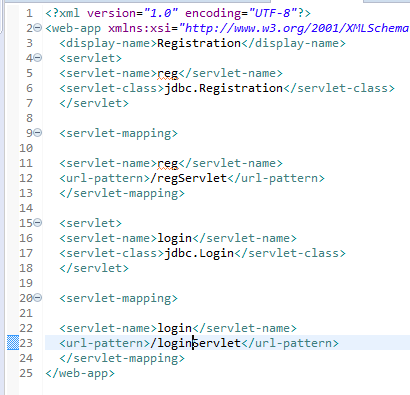 1 <?xml version="1.0" encoding="UTF-8"?>
2 <web-app xmlns:xsi="http://www.w3.org/2001/XMLSchema
3 <display-name>Registration</display-name>
4 <servlet>
5 <servlet-name>reg</servlet-name>
6 <servlet-class>jdbc.Registration</servlet-class>
7 </servlet>
8
9 <servlet-mapping>
10
11 <servlet-name>reg</servlet-name>
12 <url-pattern>/regServlet</url-pattern>
13 </servlet-mapping>
14
15 <servlet>
16 <servlet-name>login</servlet-name>
17 <servlet-class>jdbc.Login</servlet-class>
18 </servlet>
19
20 <servlet-mapping>
21
22 <servlet-name>login</servlet-name>
23 <url-pattern>/loginServlet</url-pattern>
24 </servlet-mapping>
25 </web-app>